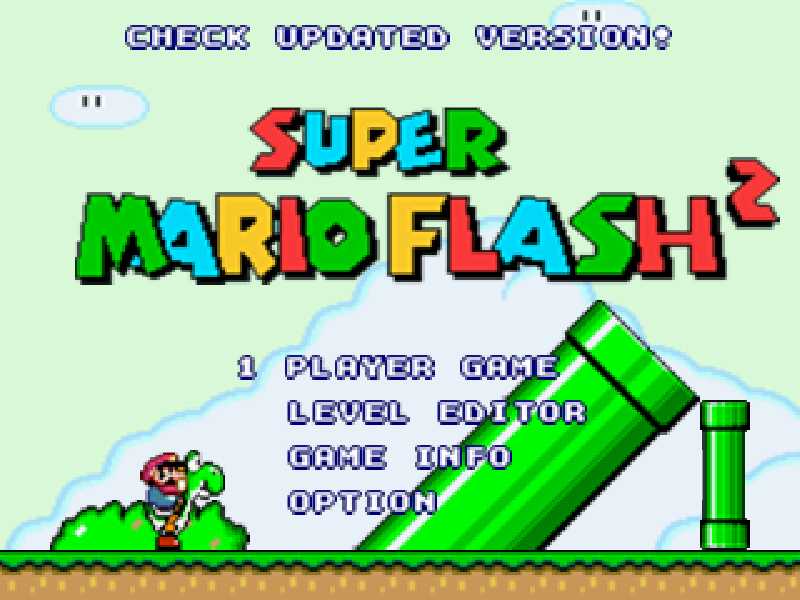 CHECK UPDATED VERSION!
SUPER
MARIO FLASH 2
1 PLAYER GAME
LEVEL EDITOR
GAME INFO
OPTION